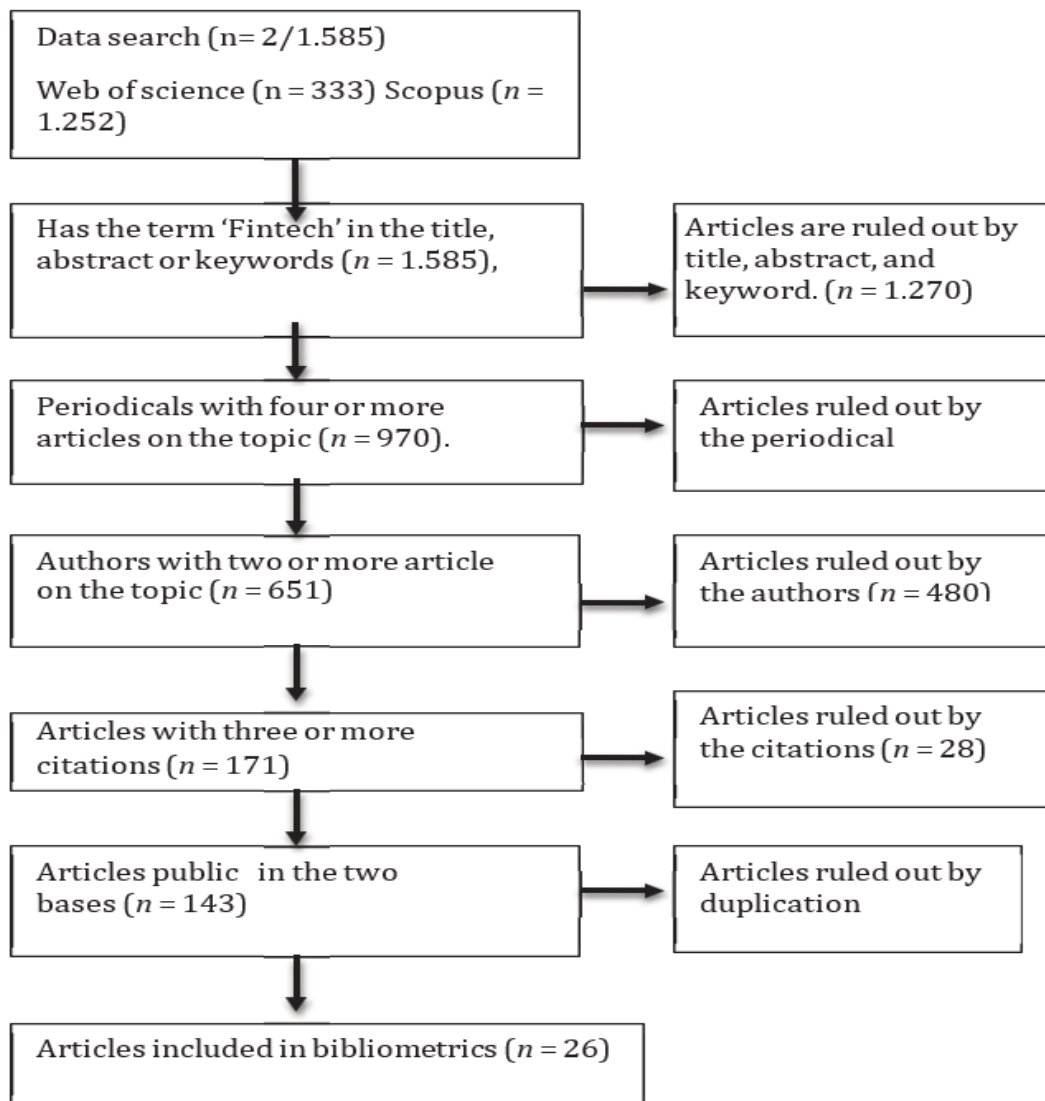 Data search (n= 2/1.585)
Web of science (n = 333) Scopus (n =
1.252)
Has the term ‘Fintech’ in the title,
abstract or keywords (n = 1.585),
Articles are ruled out by
title, abstract, and
keyword. (n = 1.270)
Periodicals with four or more
articles on the topic (n = 970).
Articles ruled out by
the periodical
Authors with two or more article
on the topic (n = 651)
Articles ruled out by
the authors (n = 480)
Articles with three or more
citations (n = 171)
Articles ruled out by
the citations (n = 28)
Articles public in the two
bases (n = 143)
Articles ruled out by
duplication
Articles included in bibliometrics (n = 26)